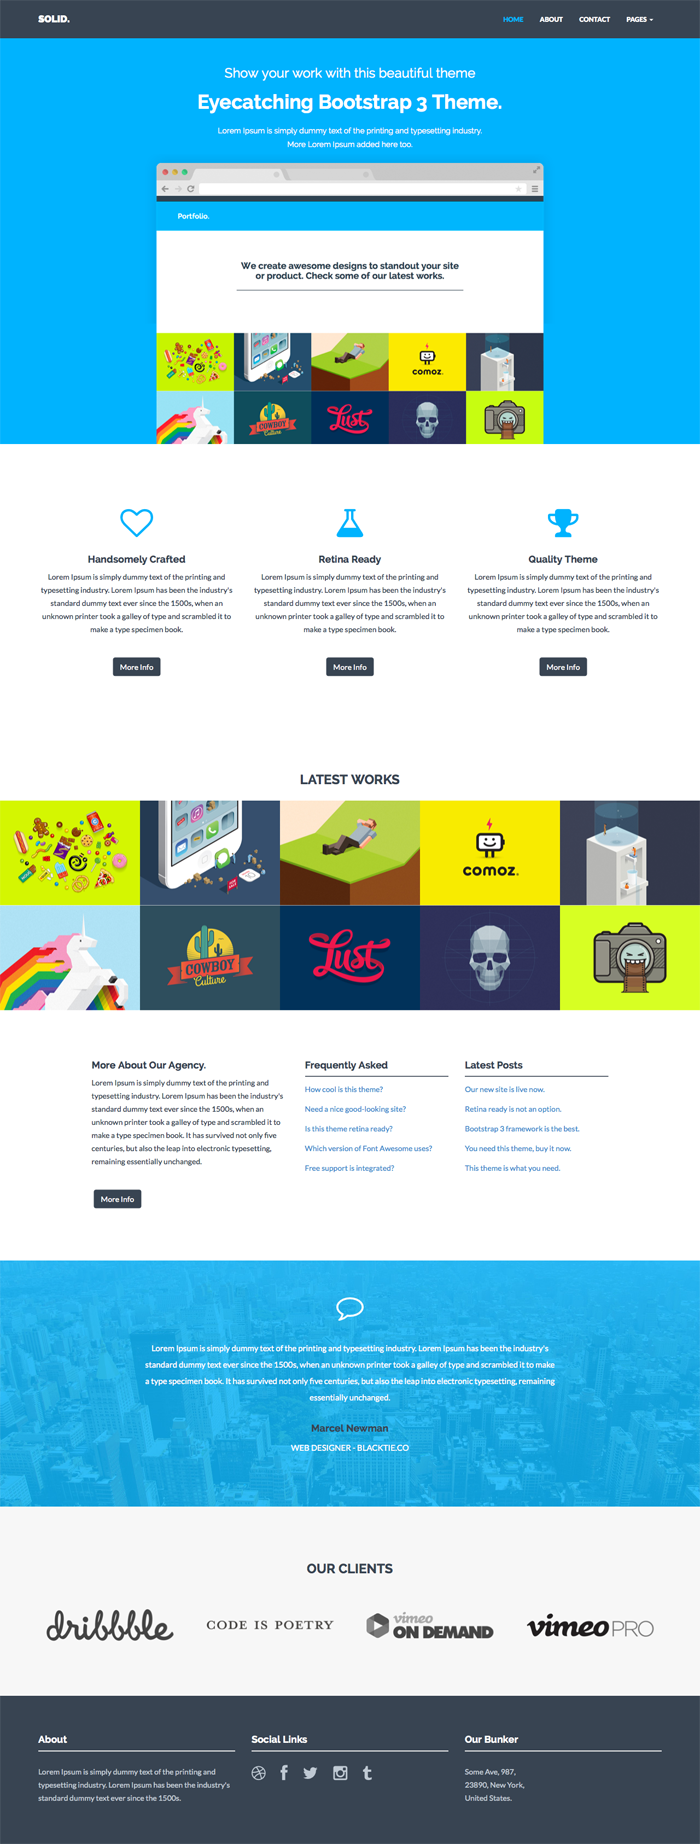 SOLID.
HOME ABOUT CONTACT PAGES
Show your work with this beautiful theme
Eyecatching Bootstrap 3 Theme.
Lorem Ipsum is simply dummy text of the printing and typesetting industry.
More Lorem Ipsum added here too.
Portfolio.
We create awesome designs to standout your site
or product. Check some of our latest works.
comoz.
COWBOY
Culture
Lust
Handsomely Crafted
Lorem Ipsum is simply dummy text of the printing and
typesetting industry. Lorem Ipsum has been the industry's
standard dummy text ever since the 1500s, when an
unknown printer took a galley of type and scrambled it to
make a type specimen book.
More Info
Retina Ready
Lorem Ipsum is simply dummy text of the printing and
typesetting industry. Lorem Ipsum has been the industry's
standard dummy text ever since the 1500s, when an
unknown printer took a galley of type and scrambled it to
make a type specimen book.
More Info
Quality Theme
Lorem Ipsum is simply dummy text of the printing and
typesetting industry. Lorem Ipsum has been the industry's
standard dummy text ever since the 1500s, when an
unknown printer took a galley of type and scrambled it to
make a type specimen book.
More Info
LATEST WORKS
comoz.
COWBOY
Culture
Lust
More About Our Agency.
Lorem Ipsum is simply dummy text of the printing and
typesetting industry. Lorem Ipsum has been the industry's
standard dummy text ever since the 1500s, when an
unknown printer took a galley of type and scrambled it to
make a type specimen book. It has survived not only five
centuries, but also the leap into electronic typesetting,
remaining essentially unchanged.
More Info
Frequently Asked
How cool is this theme?
Need a nice good-looking site?
Is this theme retina ready?
Which version of Font Awesome uses?
Free support is integrated?
Latest Posts
Our new site is live now.
Retina ready is not an option.
Bootstrap 3 framework is the best.
You need this theme, buy it now.
This theme is what you need.
Lorem Ipsum is simply dummy text of the printing and typesetting industry. Lorem Ipsum has been the industry's
standard dummy text ever since the 1500s, when an unknown printer took a galley of type and scrambled it to make
a type specimen book. It has survived not only five centuries, but also the leap into electronic typesetting, remaining
essentially unchanged.
Marcel Newman
WEB DESIGNER - BLACKTIE.CO
OUR CLIENTS
dribbble
CODE IS POETRY
vimeo
ON DEMAND
vimeo PRO
About
Lorem Ipsum is simply dummy text of the printing and
typesetting industry. Lorem Ipsum has been the industry's
standard dummy text ever since the 1500s.
Social Links
Our Bunker
Some Ave, 987,
23890, New York,
United States.